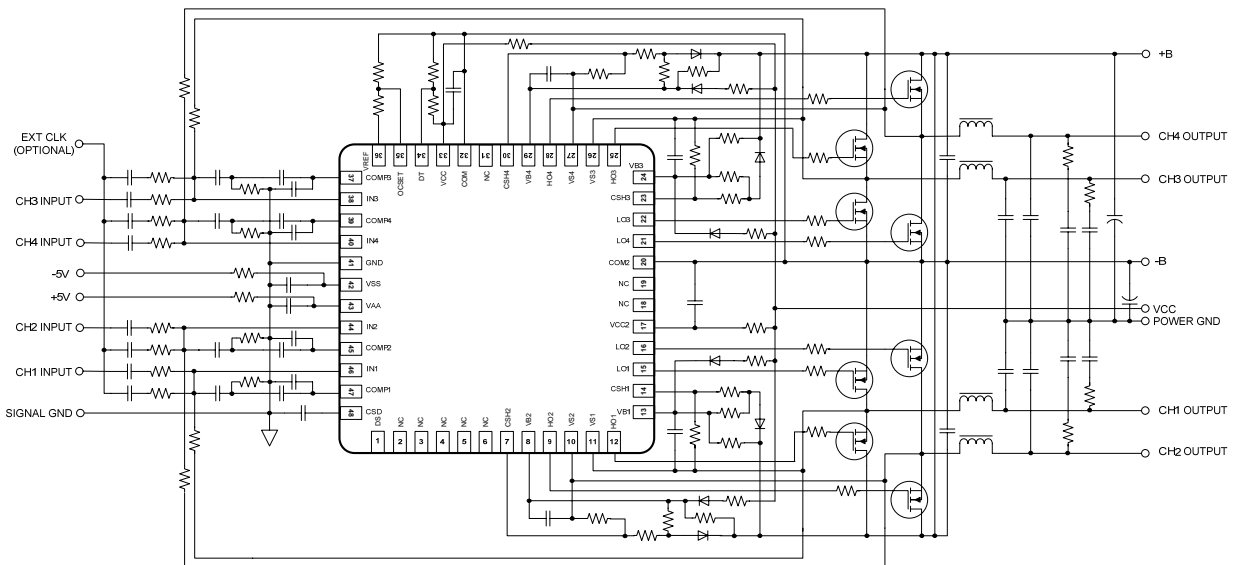 EXT CLK
(OPTIONAL)
CH3 INPUT
CH4 INPUT
-5V
+5V
CH2 INPUT
CH1 INPUT
SIGNAL GND
36 VREF
35 OCSET
34 DT
33 VCC
32 COM
31 NC
30 CSH4
29 VB4
28 HO4
27 VS4
26 VS3
25 HO3
37 COMP3
38 IN3
39 COMP4
40 IN4
41 GND
42 VSS
43 VAA
44 IN2
45 COMP2
46 IN1
47 COMP1
48 CSD
VB3 24
CSH3 23
LO3 22
LO4 21
COM2 20
NC 19
NC 18
VCC2 17
LO2 16
LO1 15
CSH1 14
VB1 13
DS 1
NC 2
NC 3
NC 4
NC 5
NC 6
CSH2 7
VB2 8
HO2 9
VS2 10
VS1 11
HO1 12
+B
CH4 OUTPUT
CH3 OUTPUT
-B
VCC
POWER GND
CH1 OUTPUT
CH2 OUTPUT